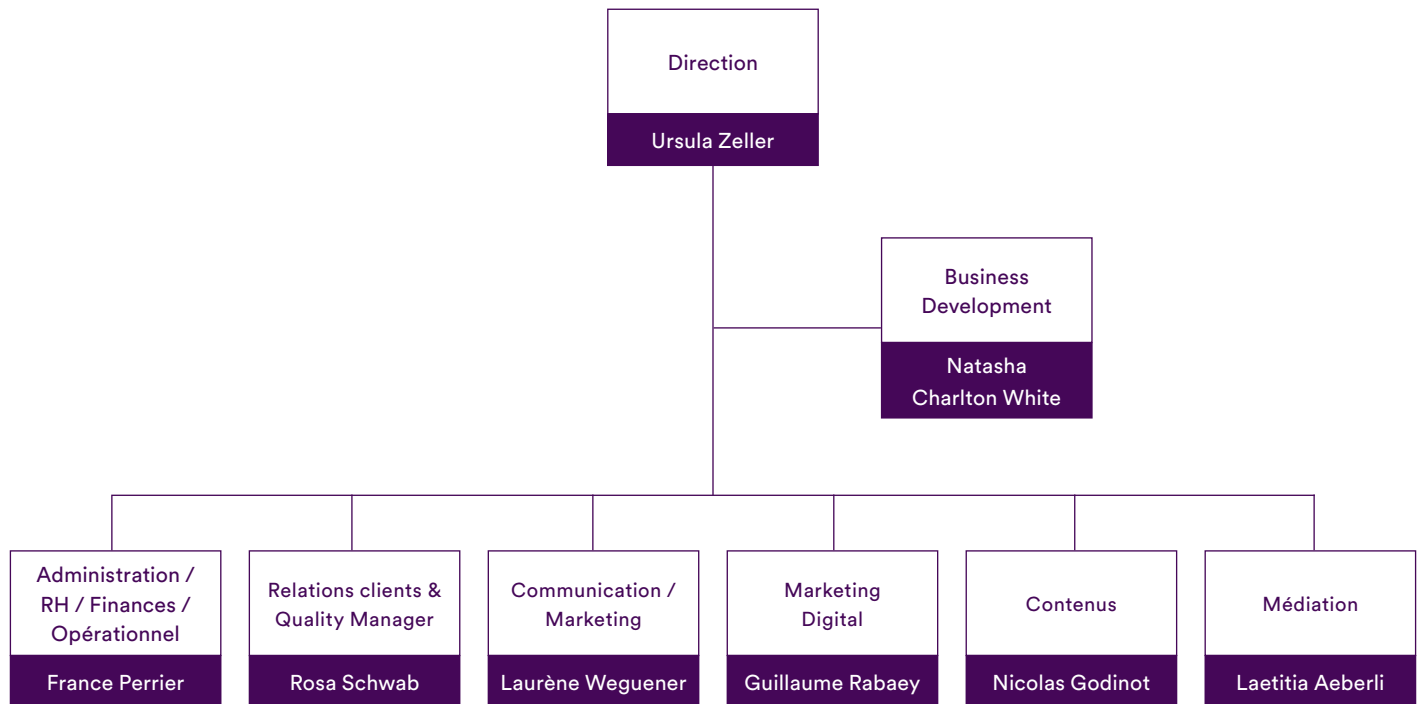 Direction
Ursula Zeller
Business
Development
Natasha
Charlton White
Administration /
RH / Finances /
Opérationnel
France Perrier
Relations clients &
Quality Manager
Rosa Schwab
Communication /
Marketing
Laurène Weguener
Marketing
Digital
Guillaume Rabaey
Contenus
Nicolas Godinot
Médiation
Laetitia Aeberli